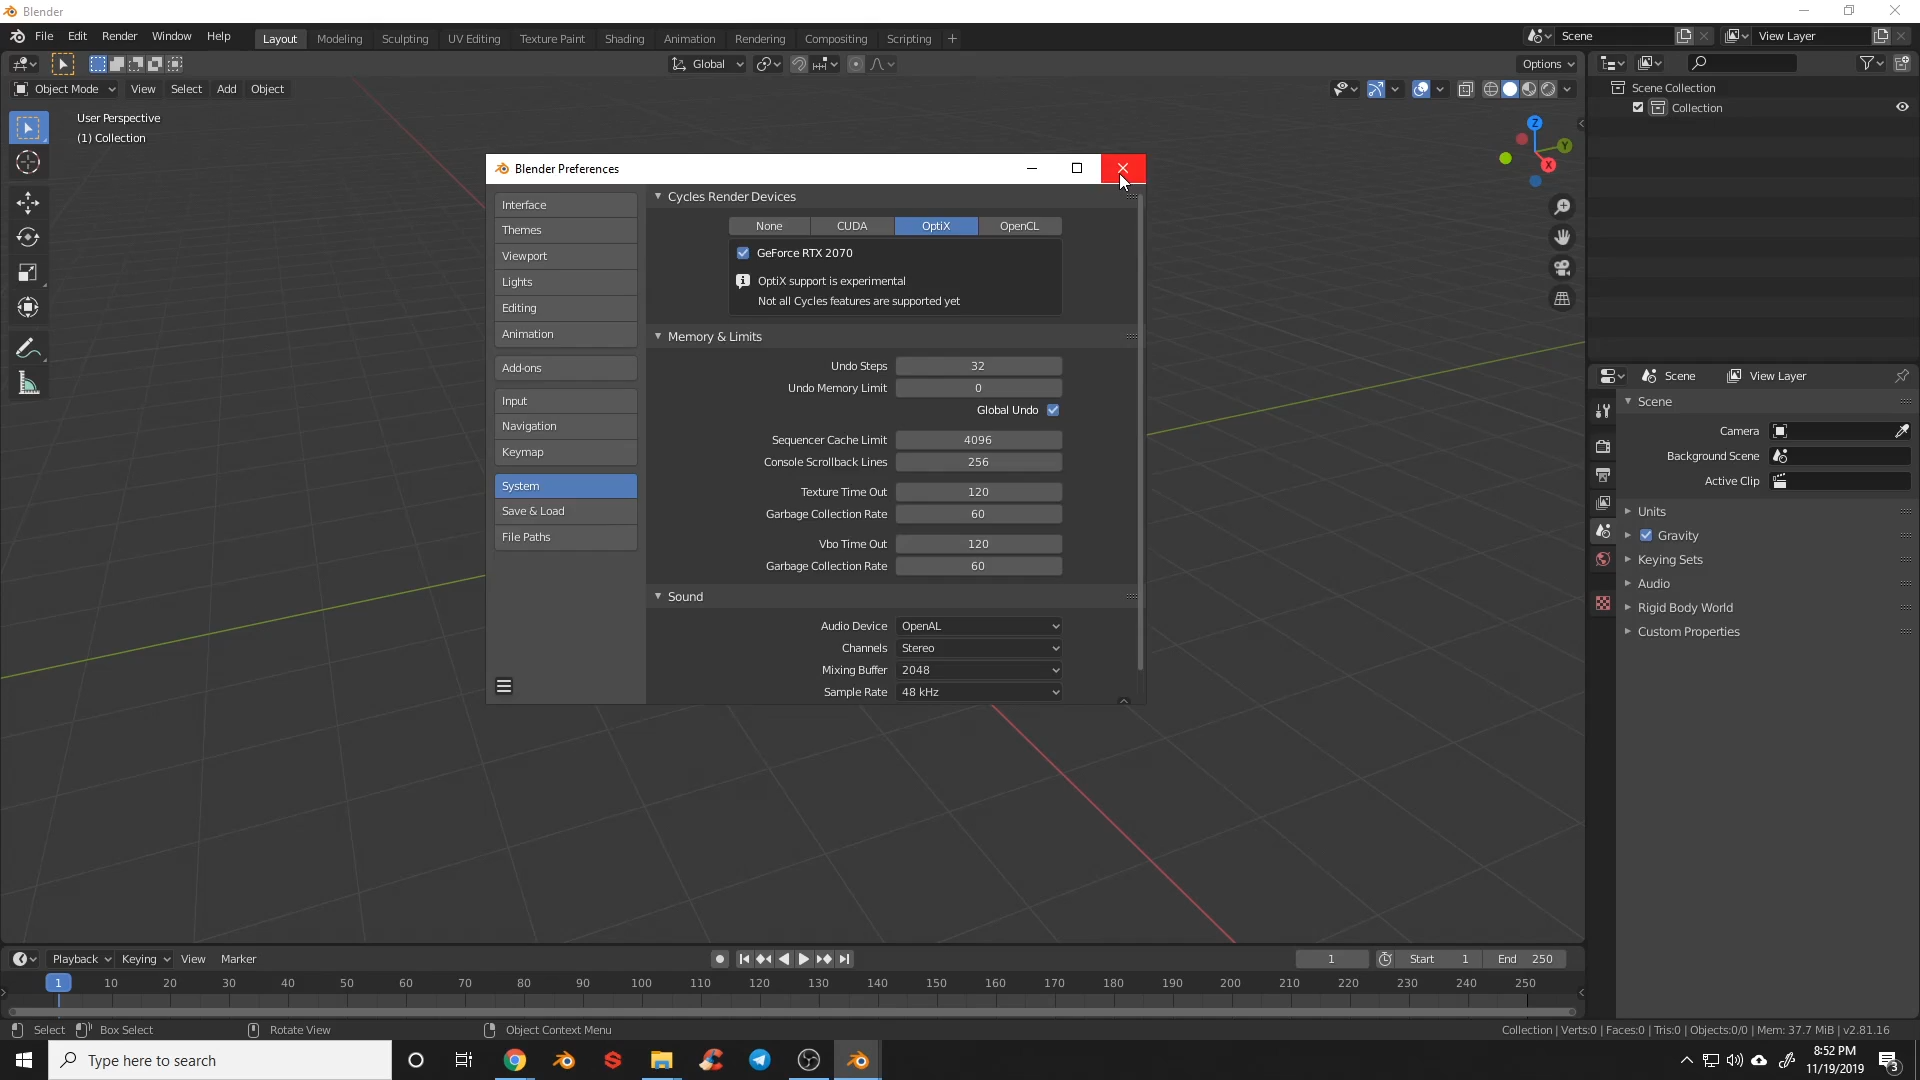 Blender
File Edit Render Window Help Layout Modeling Sculpting UV Editing Texture Paint Shading Animation Rendering Compositing Scripting Scene View Layer
Global Options
Object Mode View Select Add Object
User Perspective
(1) Collection
Z
Y
X
Blender Preferences
Interface
Themes
Viewport
Lights
Editing
Animation
Add-ons
Input
Navigation
Keymap
System
Save & Load
File Paths
Cycles Render Devices
None CUDA OptiX OpenCL
GeForce RTX 2070
OptiX support is experimental
Not all Cycles features are supported yet
Memory & Limits
Undo Steps 32
Undo Memory Limit 0
Global Undo
Sequencer Cache Limit 4096
Console Scrollback Lines 256
Texture Time Out 120
Garbage Collection Rate 60
Vbo Time Out 120
Garbage Collection Rate 60
Sound
Audio Device OpenAL
Channels Stereo
Mixing Buffer 2048
Sample Rate 48 kHz
Scene Collection
Collection
Scene View Layer
Scene
Camera
Background Scene
Active Clip
Units
Gravity
Keying Sets
Audio
Rigid Body World
Custom Properties
Playback Keying View Marker 1 Start 1 End 250
1 10 20 30 40 50 60 70 80 90 100 110 120 130 140 150 160 170 180 190 200 210 220 230 240 250
Select Box Select Rotate View Object Context Menu Collection | Verts:0 | Faces:0 | Tris:0 | Objects:0/0 | Mem: 37.7 MiB | v2.81.16
Type here to search
8:52 PM
11/19/2019
3